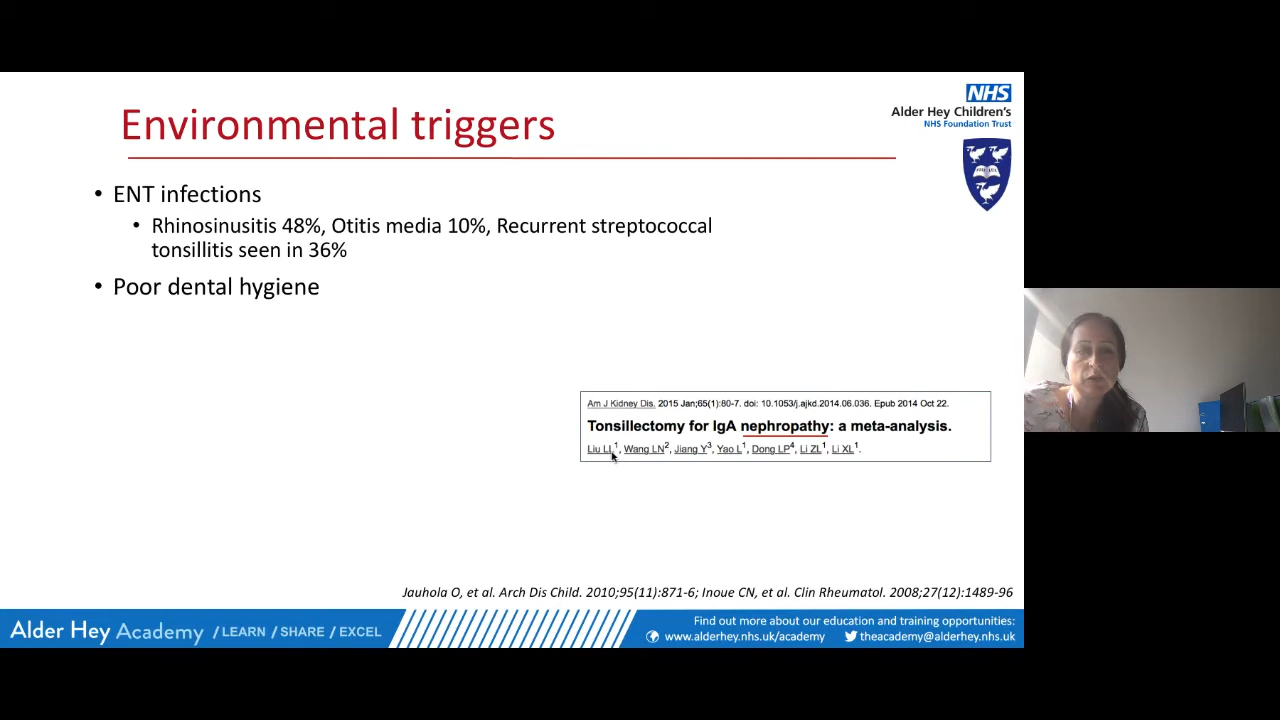 Environmental triggers
NHS
Alder Hey Children's
NHS Foundation Trust
• ENT infections
• Rhinosinusitis 48%, Otitis media 10%, Recurrent streptococcal
tonsillitis seen in 36%
• Poor dental hygiene
Am J Kidney Dis. 2015 Jan;65(1):80-7. doi: 10.1053/j.ajkd.2014.06.036. Epub 2014 Oct 22.
Tonsillectomy for IgA nephropathy: a meta-analysis.
Liu LL1, Wang LN2, Jiang Y3, Yao L1, Dong LP4, Li ZL1, Li XL1.
Jauhola O, et al. Arch Dis Child. 2010;95(11):871-6; Inoue CN, et al. Clin Rheumatol. 2008;27(12):1489-96
Alder Hey Academy / LEARN / SHARE / EXCEL
Find out more about our education and training opportunities:
www.alderhey.nhs.uk/academy theacademy@alderhey.nhs.uk